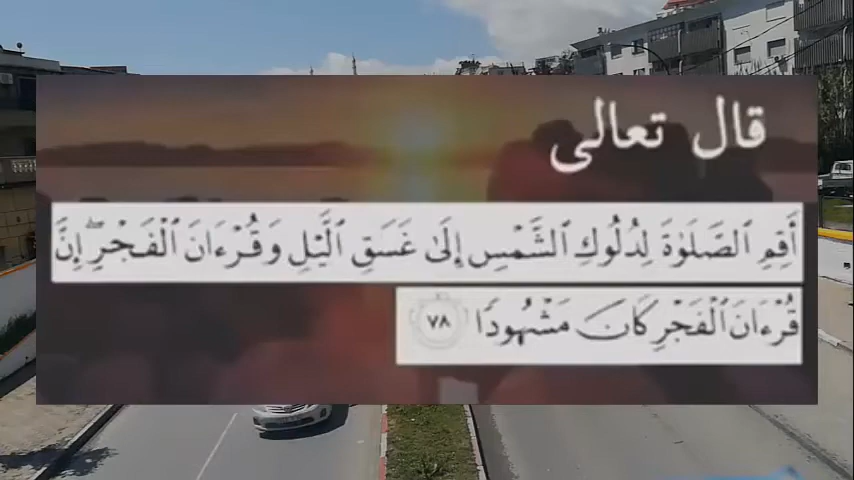 قال تعالى
أَقِمِ ٱلصَّلَوٰةَ لِدُلُوكِ ٱلشَّمْسِ إِلَىٰ غَسَقِ ٱلَّيْلِ وَقُرْءَانَ ٱلْفَجْرِۖ إِنَّ
قُرْءَانَ ٱلْفَجْرِ كَانَ مَشْهُودًا ٧٨